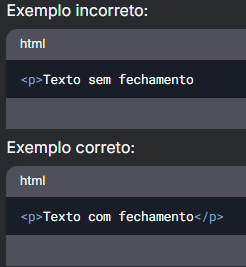 Exemplo incorreto:
html
<p>Texto sem fechamento
Exemplo correto:
html
<p>Texto com fechamento</p>